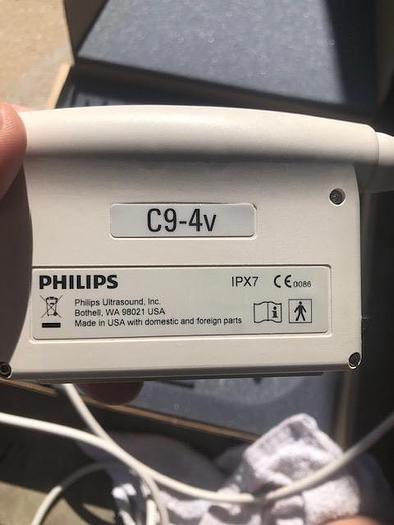 C9-4v
PHILIPS IPX7 CE 0086
Philips Ultrasound, Inc.
Bothell, WA 98021 USA
Made in USA with domestic and foreign parts